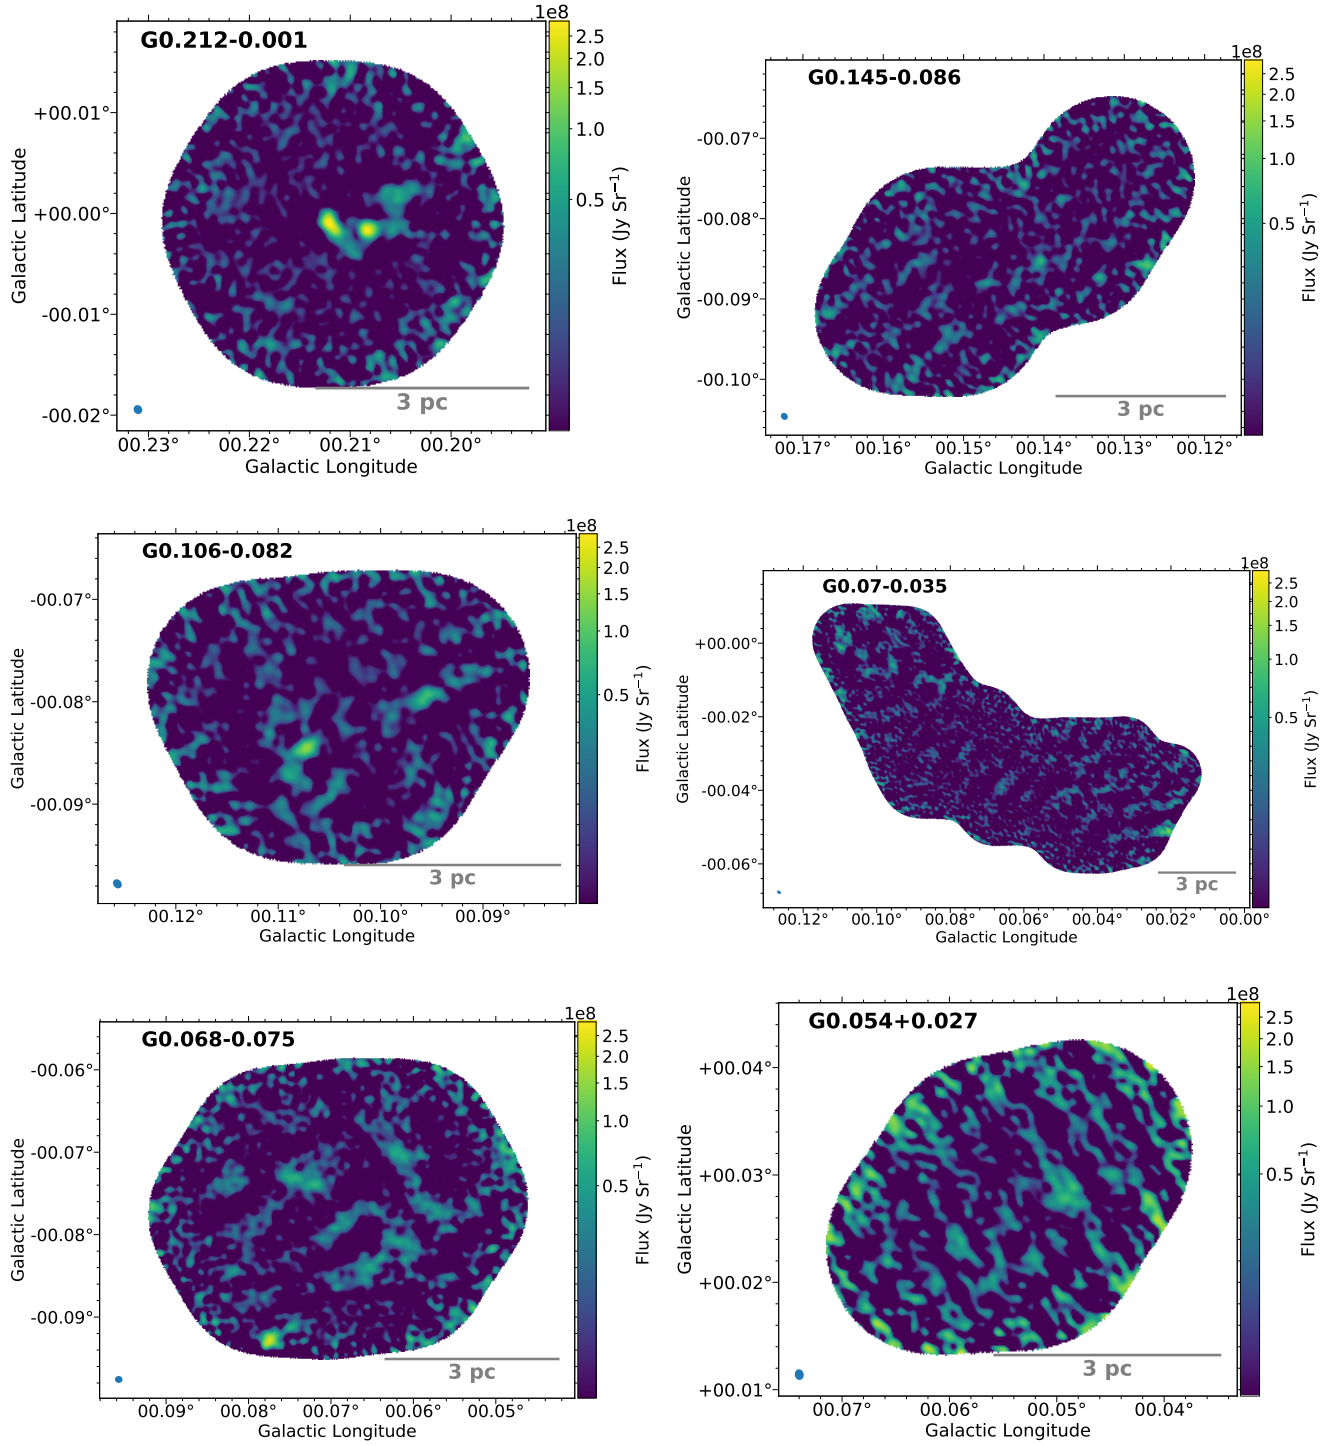 1e8
G0.212-0.001
2.5
2.0
1.0
0.5
+00.01°
+00.00°
-00.01°
-00.02°
Galactic Latitude
Flux (Jy Sr⁻¹)
3 pc
00.23° 00.22° 00.21° 00.20°
Galactic Longitude
1e8
G0.145-0.086
2.5
2.0
1.5
1.0
0.5
-00.07°
-00.08°
-00.09°
-00.10°
Galactic Latitude
Flux (Jy Sr⁻¹)
3 pc
00.17° 00.16° 00.15° 00.14° 00.13° 00.12°
Galactic Longitude
1e8
G0.106-0.082
2.5
2.0
1.5
1.0
0.5
-00.07°
-00.08°
-00.09°
Galactic Latitude
Flux (Jy Sr⁻¹)
3 pc
00.12° 00.11° 00.10° 00.09°
Galactic Longitude
1e8
G0.07-0.035
2.5
2.0
1.5
1.0
0.5
+00.00°
-00.02°
-00.04°
-00.06°
Galactic Latitude
Flux (Jy Sr⁻¹)
3 pc
00.12° 00.10° 00.08° 00.06° 00.04° 00.02° 00.00°
Galactic Longitude
1e8
G0.068-0.075
2.5
2.0
1.5
1.0
0.5
-00.06°
-00.07°
-00.08°
-00.09°
Galactic Latitude
Flux (Jy Sr⁻¹)
3 pc
00.09° 00.08° 00.07° 00.06° 00.05°
Galactic Longitude
1e8
G0.054+0.027
2.5
2.0
1.5
1.0
0.5
+00.04°
+00.03°
+00.02°
+00.01°
Galactic Latitude
Flux (Jy Sr⁻¹)
3 pc
00.07° 00.06° 00.05° 00.04°
Galactic Longitude